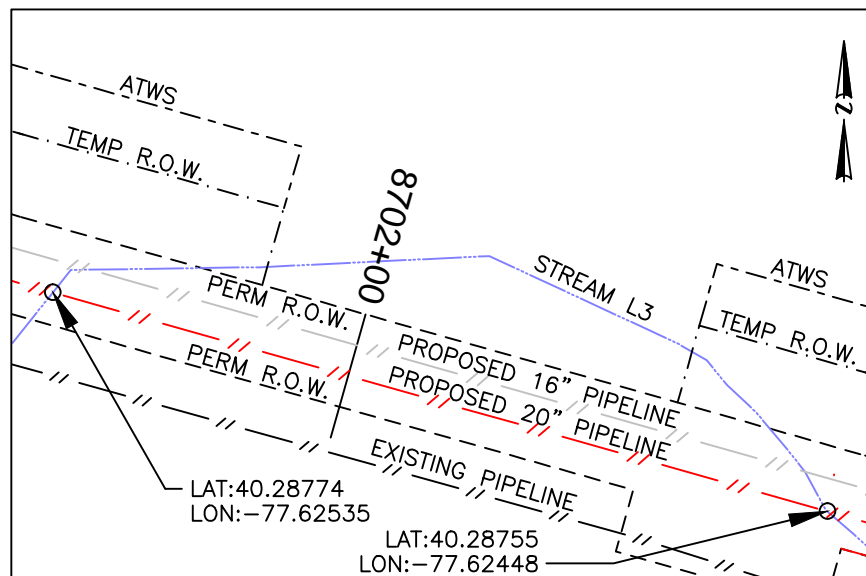 ATWS
TEMP R.O.W.
8702+00
PERM R.O.W.
PERM R.O.W.
STREAM L3
ATWS
TEMP R.O.W.
PROPOSED 16” PIPELINE
PROPOSED 20” PIPELINE
EXISTING PIPELINE
LAT:40.28774
LON:-77.62535
LAT:40.28755
LON:-77.62448
N